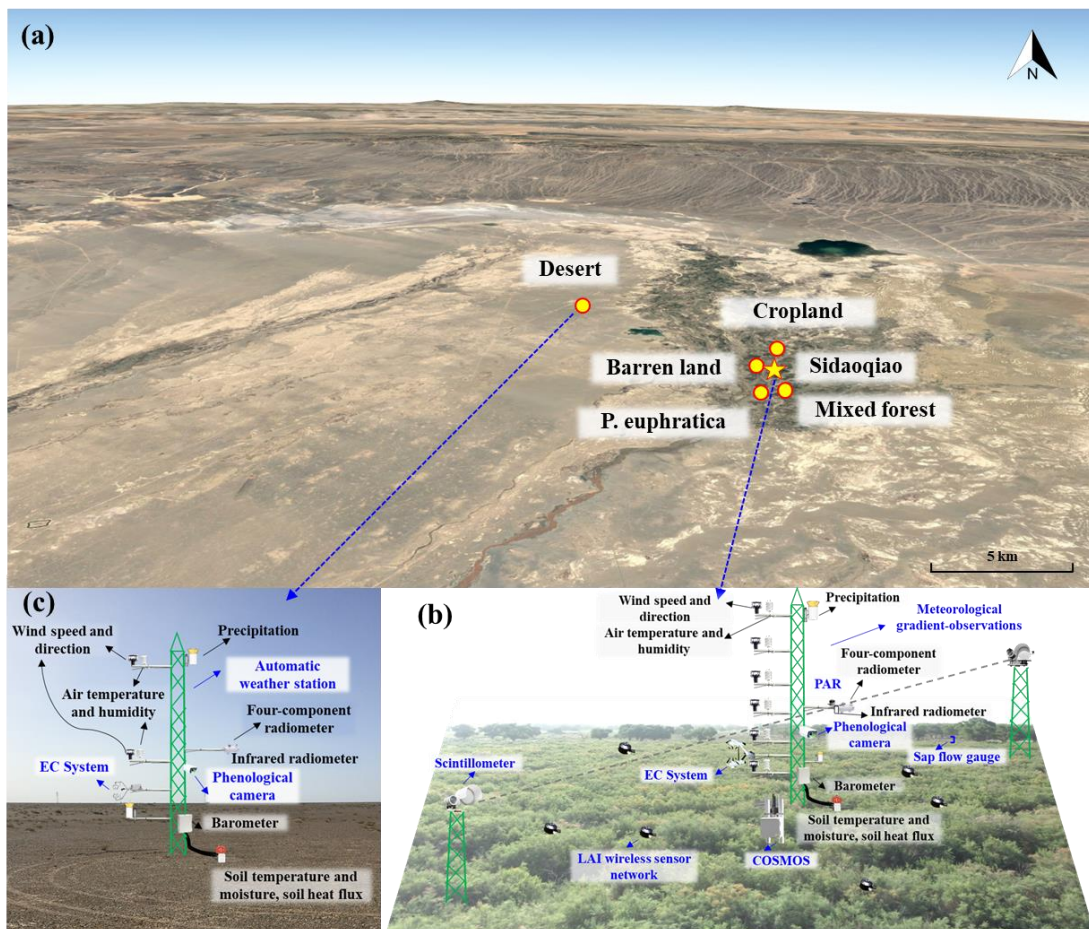 (a)
N
Desert
Cropland
Barren land
Sidaoqiao
P. euphratica
Mixed forest
5 km
(c)
Wind speed and
direction
Precipitation
Automatic
weather station
Air temperature
and humidity
Four-component
radiometer
Infrared radiometer
EC System
Phenological
camera
Barometer
Soil temperature and
moisture, soil heat flux
(b)
Wind speed and
direction
Precipitation
Air temperature and
humidity
Meteorological
gradient-observations
Four-component
radiometer
PAR
Infrared radiometer
Phenological
camera
Scintillometer
EC System
Sap flow gauge
Barometer
Soil temperature and
moisture, soil heat flux
LAI wireless sensor
network
COSMOS